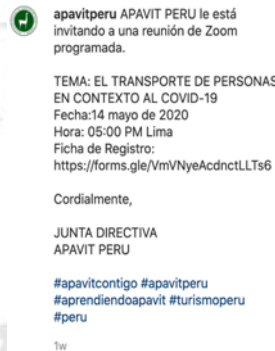 apavitperu APAVIT PERU le está
invitando a una reunión de Zoom
programada.
TEMA: EL TRANSPORTE DE PERSONAS
EN CONTEXTO AL COVID-19
Fecha:14 mayo de 2020
Hora: 05:00 PM Lima
Ficha de Registro:
https://forms.gle/VmVNyeAcdnctLLTs6
Cordialmente,
JUNTA DIRECTIVA
APAVIT PERU
#apavitcontigo #apavitperu
#aprendiendoapavit #turismoperu
#peru
1w